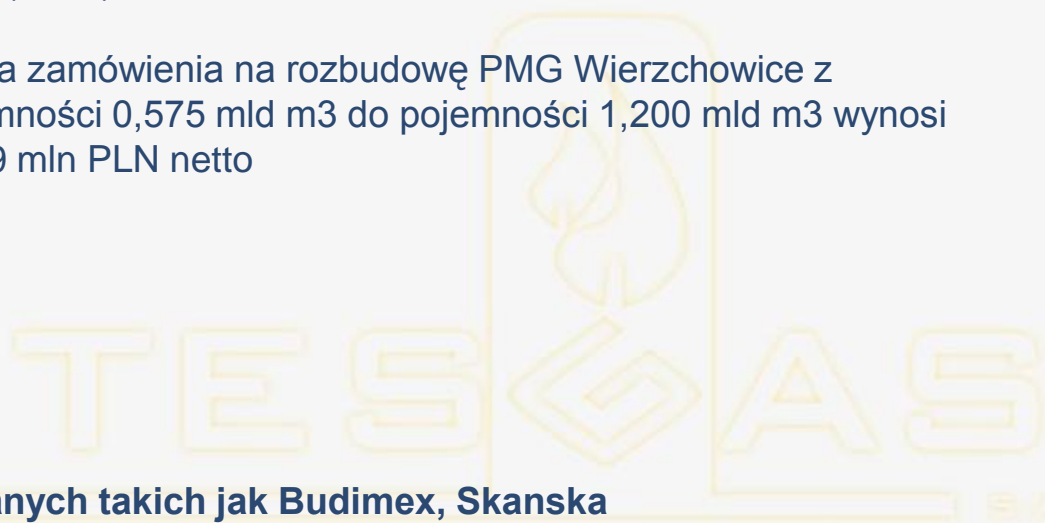 a zamówienia na rozbudowę PMG Wierzchowice z
mności 0,575 mld m3 do pojemności 1,200 mld m3 wynosi
9 mln PLN netto
TESGAS
anych takich jak Budimex, Skanska